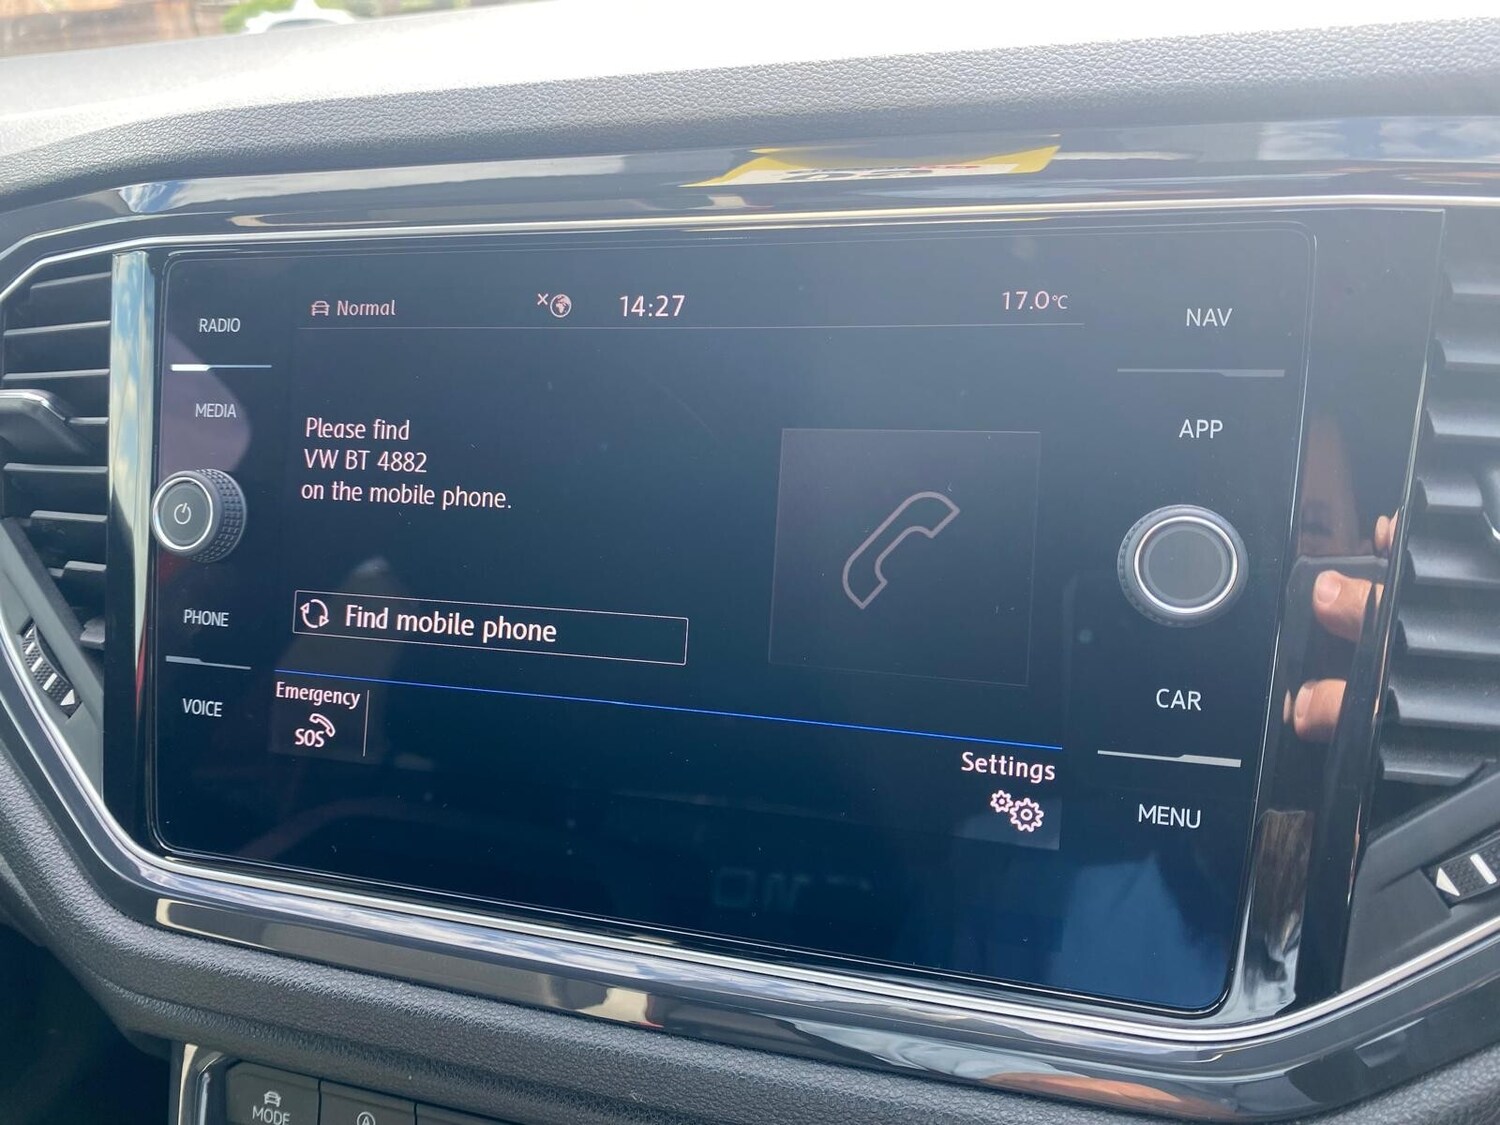 Normal
14:27
17.0°C
RADIO
MEDIA
PHONE
VOICE
Please find
VW BT 4882
on the mobile phone.
Find mobile phone
Emergency
SOS
Settings
NAV
APP
CAR
MENU
MODE
A